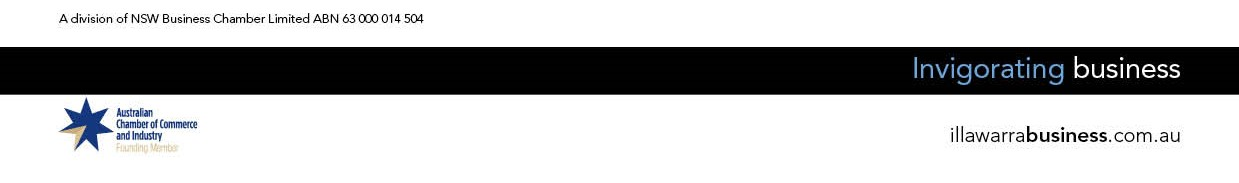 A division of NSW Business Chamber Limited ABN 63 000 014 504
Invigorating business
Australian
Chamber of Commerce
and Industry
Founding Member
illawarrabusiness.com.au